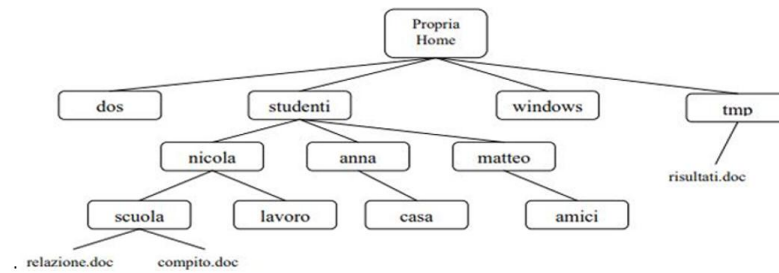 Propria
Home
dos
studenti
windows
tmp
nicola
anna
matteo
risultati.doc
scuola
lavoro
casa
amici
. relazione.doc
compito.doc